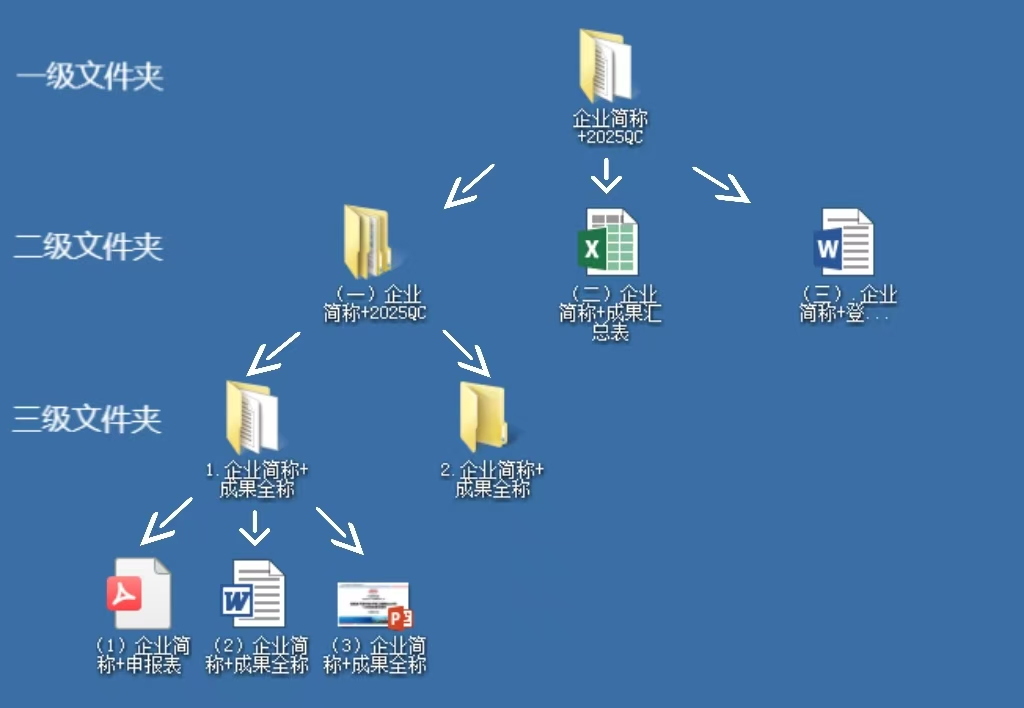 一级文件夹
企业简称
+2025QC
二级文件夹
（一）企业
简称+2025QC
（二）企业
简称+成果汇
总表
（三）.企业
简称+登...
三级文件夹
1.企业简称+
成果全称
2.企业简称+
成果全称
（1）企业简
称+申报表
（2）企业简
称+成果全称
（3）企业简
称+成果全称